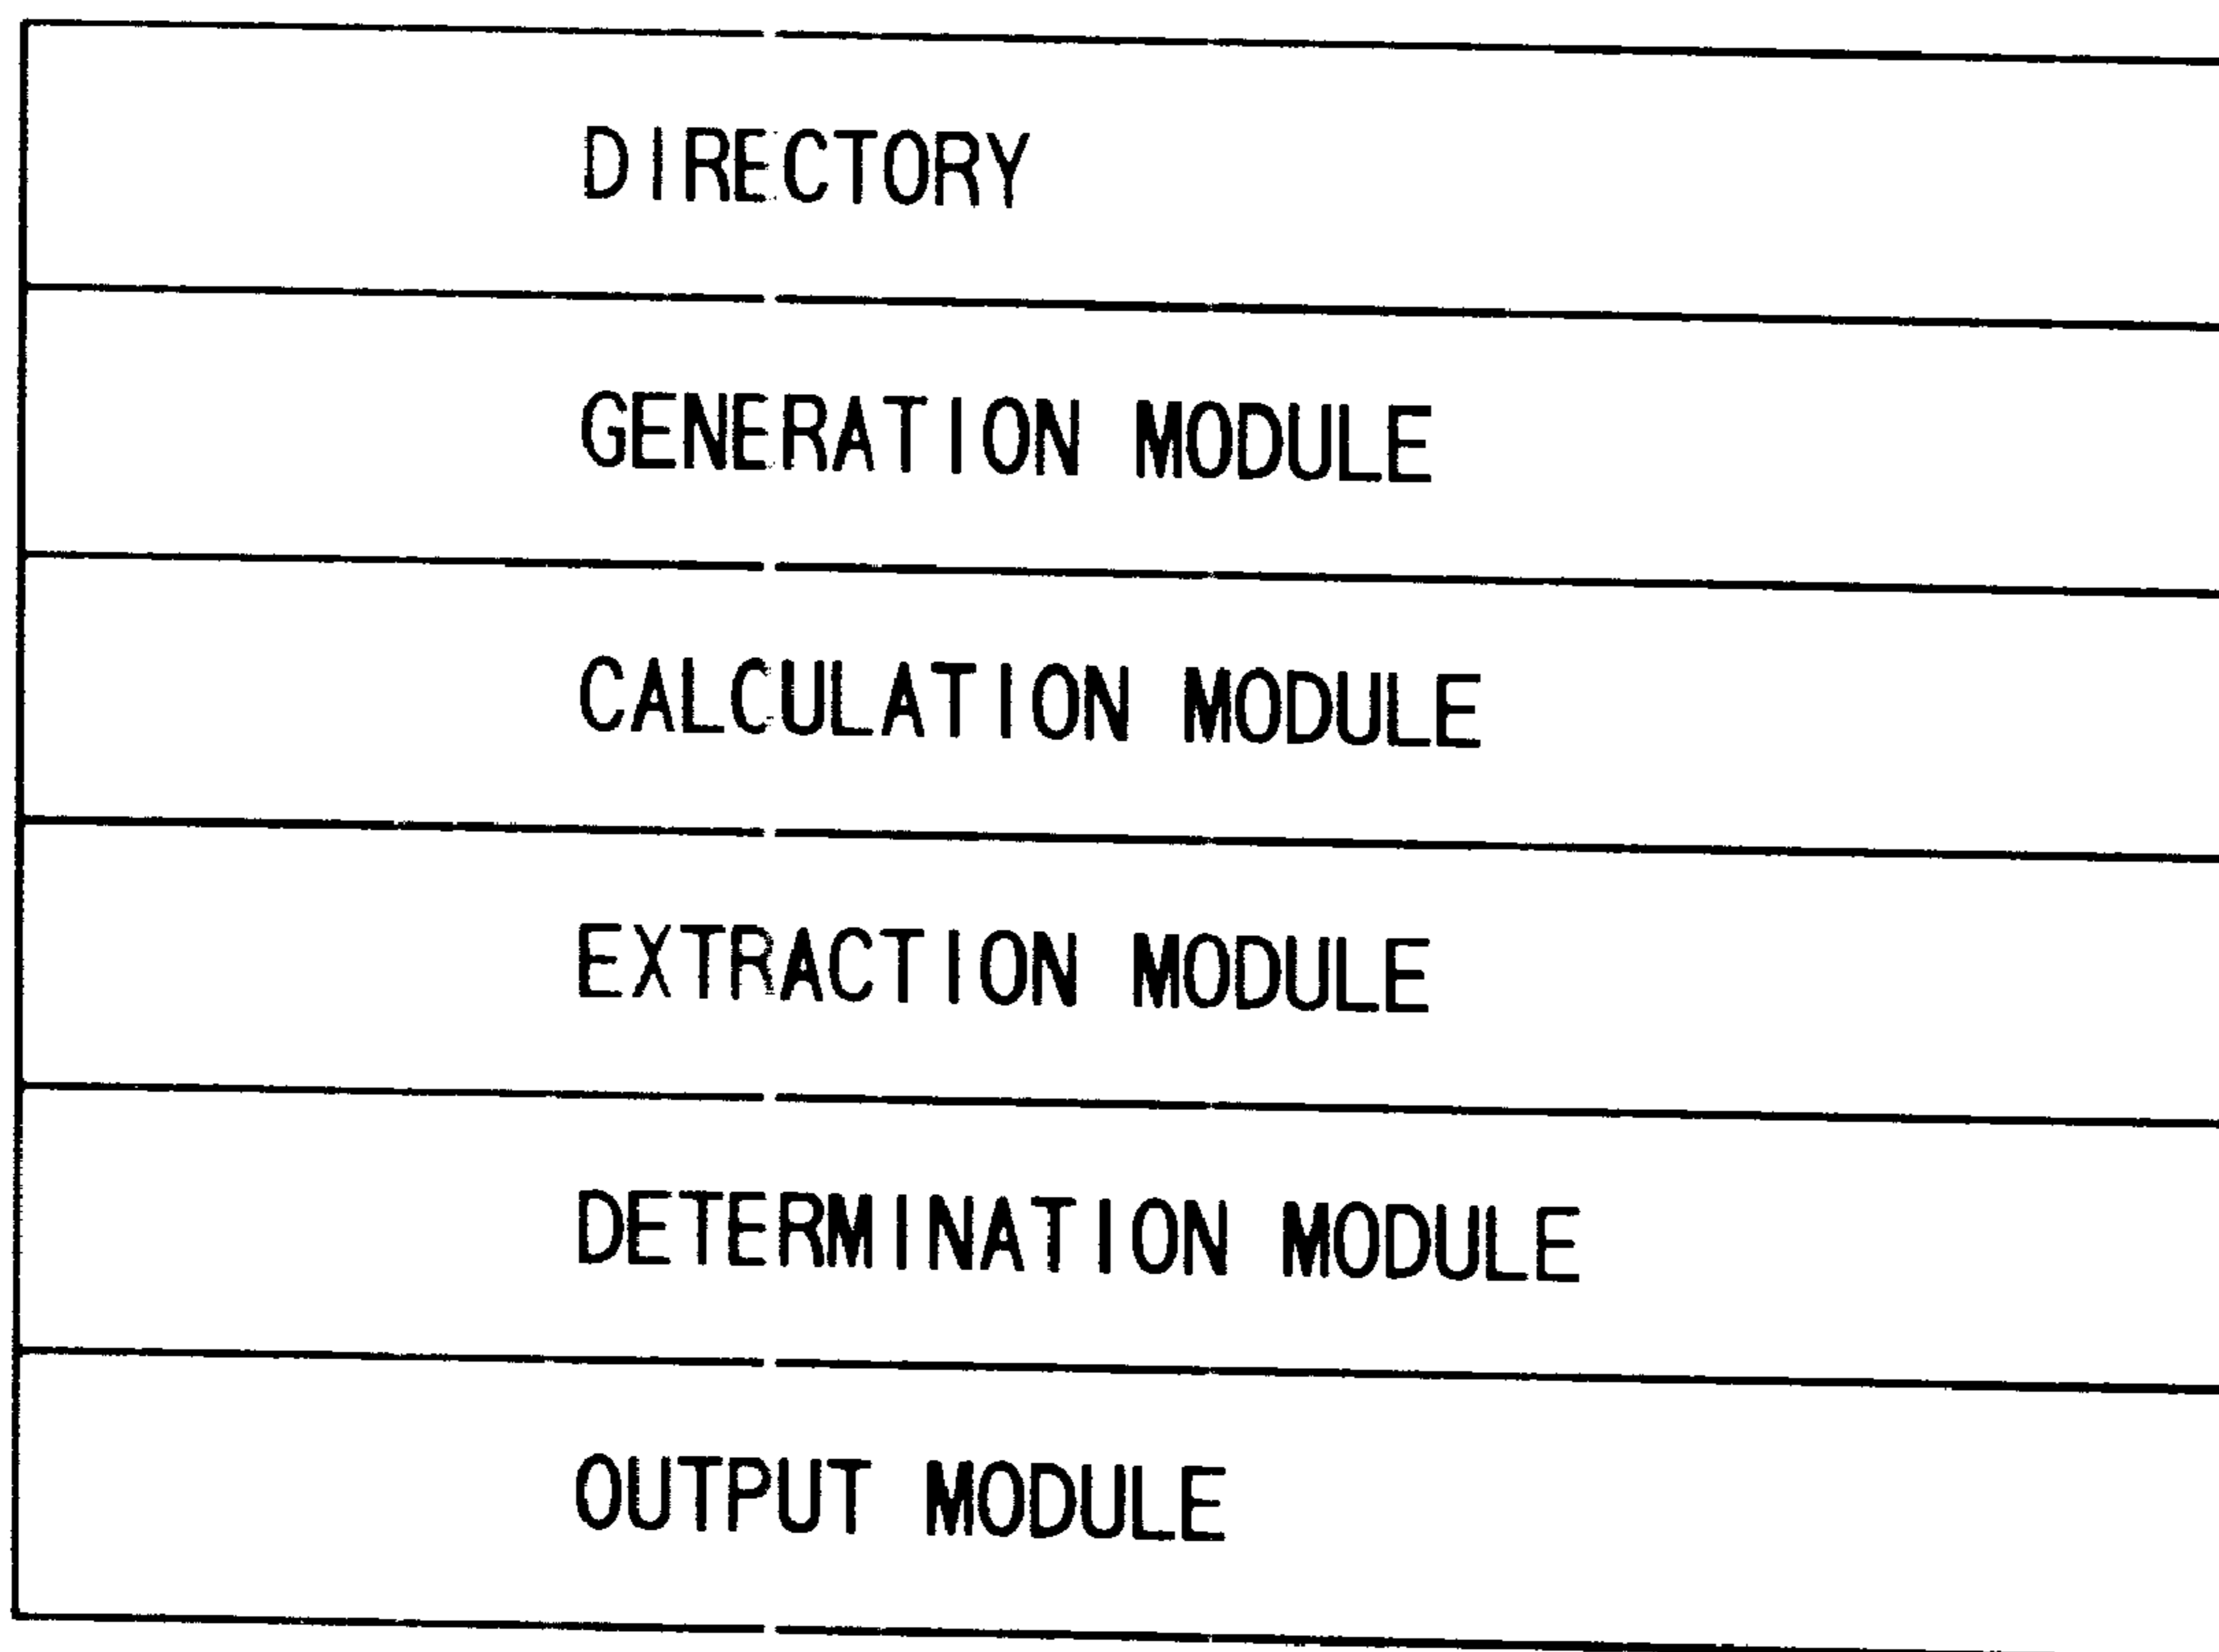 DIRECTORY
GENERATION MODULE
CALCULATION MODULE
EXTRACTION MODULE
DETERMINATION MODULE
OUTPUT MODULE